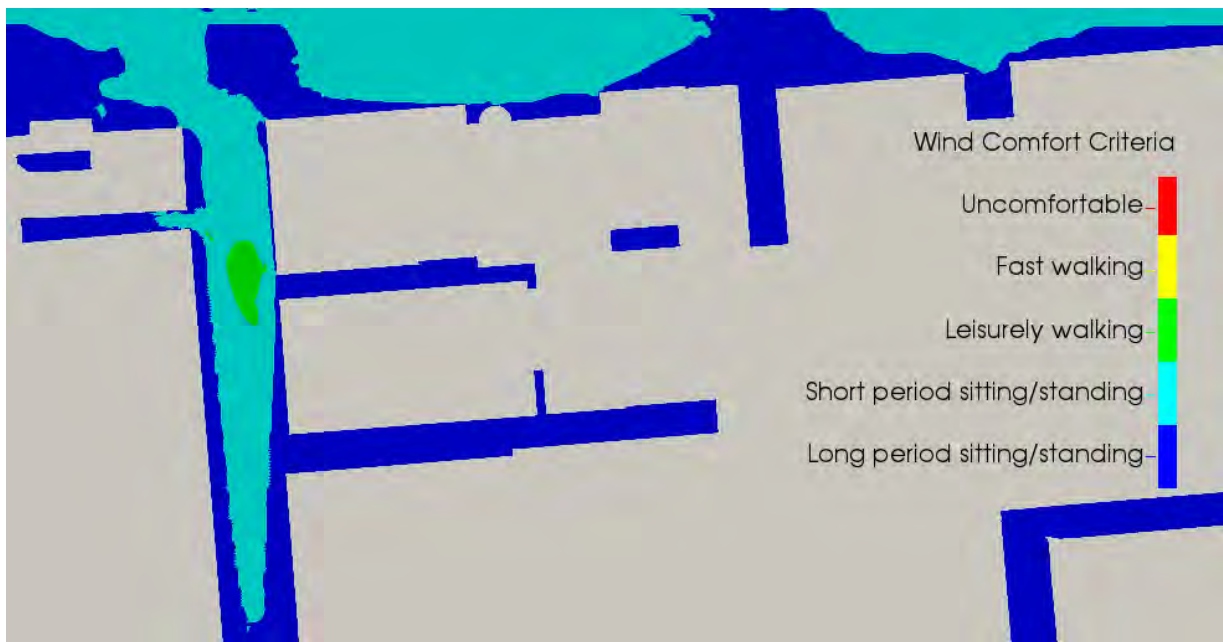 Wind Comfort Criteria
Uncomfortable
Fast walking
Leisurely walking
Short period sitting/standing
Long period sitting/standing